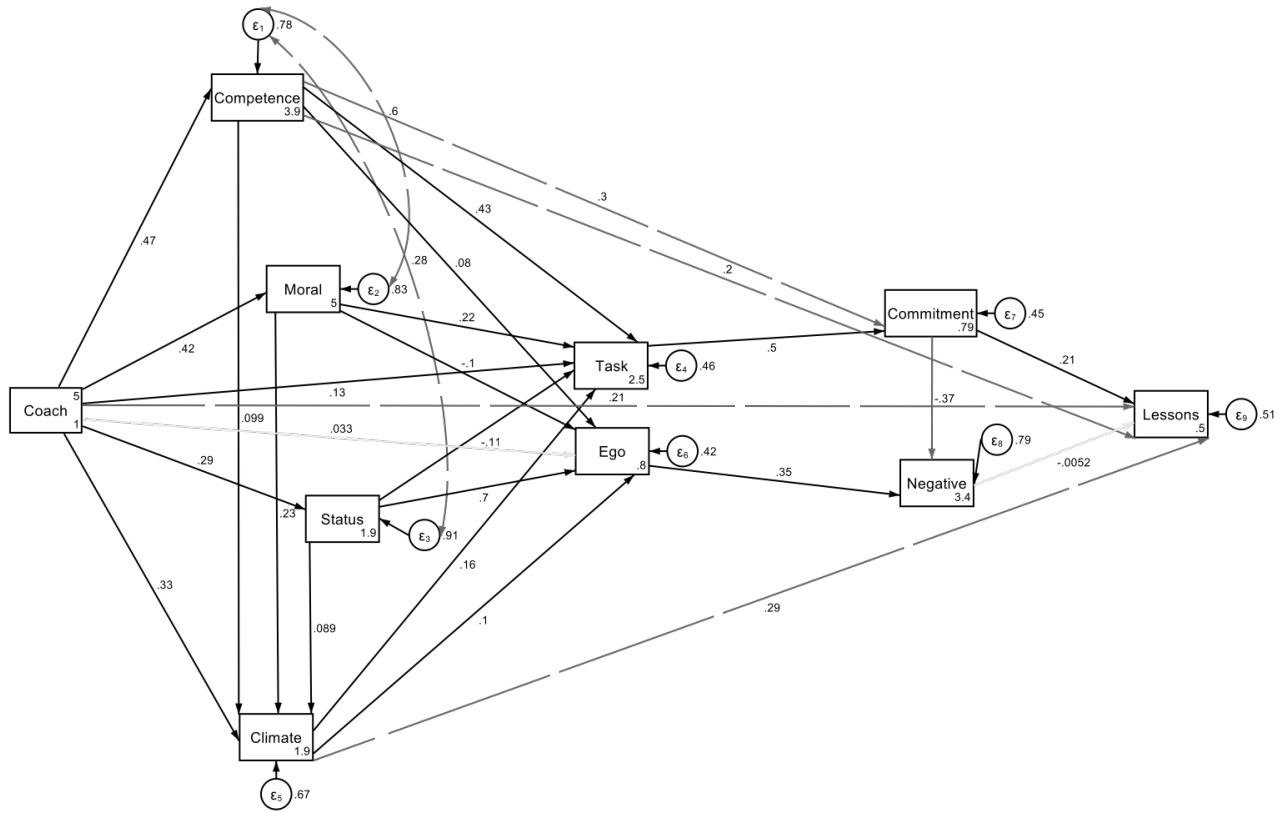 ε1 .78
Competence
3.9
.6
.3
.47
.43
.2
.28
.08
Moral
5
ε2 .83
.22
.42
Commitment
.79
ε7 .45
.5
.21
-.1
Task
2.5
ε4 .46
5
Coach
1
.13
.21
-.37
Lessons
.5
ε9 .51
.099
.033
-.11
Ego
.8
ε6 .42
ε8 .79
.29
-.0052
.35
Negative
3.4
.7
.23
Status
1.9
ε3 .91
.16
.33
.29
.1
.089
Climate
1.9
ε5 .67